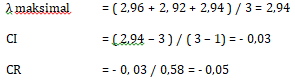 λ maksimal = ( 2,96 + 2, 92 + 2,94 ) / 3 = 2,94
CI = ( 2,94 – 3 ) / ( 3 – 1) = - 0,03
CR = - 0, 03 / 0,58 = - 0,05